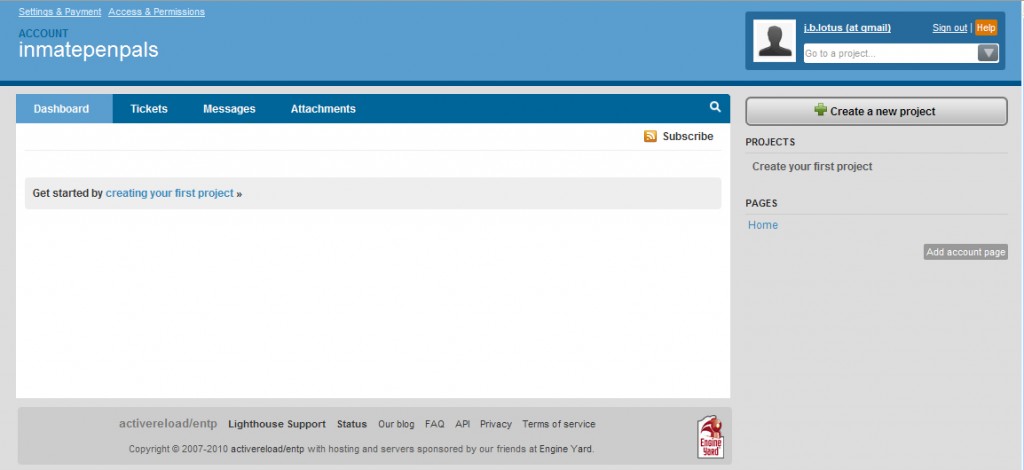 Settings & Payment Access & Permissions
ACCOUNT
inmatepenpals
j.b.lotus (at gmail)
Sign out | Help
Go to a project...
Dashboard Tickets Messages Attachments
Subscribe
Get started by creating your first project »
Create a new project
PROJECTS
Create your first project
PAGES
Home
Add account page
activereload/entp Lighthouse Support Status Our blog FAQ API Privacy Terms of service
Copyright © 2007-2010 activereload/entp with hosting and servers sponsored by our friends at Engine Yard.
Engine
Yard